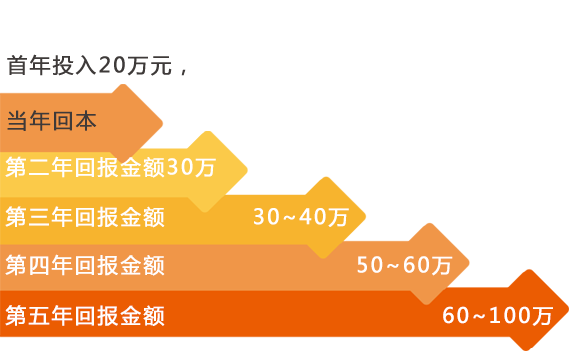 首年投入20万元，
当年回本
第二年回报金额30万
第三年回报金额 30~40万
第四年回报金额 50~60万
第五年回报金额 60~100万